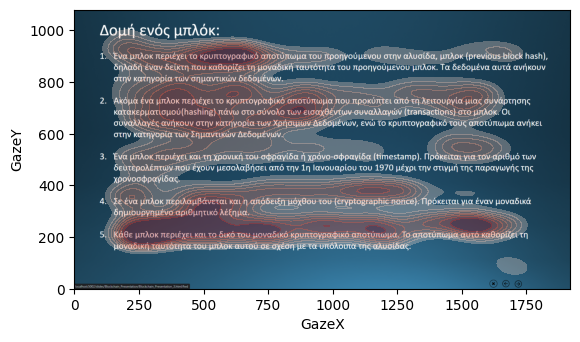 Δομή ενός μπλόκ:
1. Ένα μπλοκ περιέχει το κρυπτογραφικό αποτύπωμα του προηγούμενου στην αλυσίδα, μπλοκ (previous block hash),
δηλαδή έναν δείκτη που καθορίζει τη μοναδική ταυτότητα του προηγούμενου μπλοκ. Τα δεδομένα αυτά ανήκουν
στην κατηγορία των σημαντικών δεδομένων.
2. Ακόμα ένα μπλοκ περιέχει το κρυπτογραφικό αποτύπωμα που προκύπτει από τη λειτουργία μιας συνάρτησης
κατακερματισμού(hashing) πάνω στο σύνολο των εισαχθέντων συναλλαγών (transactions) στο μπλοκ. Οι
συναλλαγές ανήκουν στην κατηγορία των Χρήσιμων Δεδομένων, ενώ το κρυπτογραφικό τους αποτύπωμα ανήκει
στην κατηγορία των Σημαντικών Δεδομένων.
3. Ένα μπλοκ περιέχει και τη χρονική του σφραγίδα ή χρόνο-σφραγίδα (timestamp). Πρόκειται για τον αριθμό των
δευτερολέπτων που έχουν μεσολαβήσει από την 1η Ιανουαρίου του 1970 μέχρι την στιγμή της παραγωγής της
χρονοσφραγίδας.
4. Σε ένα μπλοκ περιλαμβάνεται και η απόδειξη μόχθου του (cryptographic nonce). Πρόκειται για έναν μοναδικά
δημιουργημένο αριθμητικό λέξημα.
5. Κάθε μπλοκ περιέχει και το δικό του μοναδικό κρυπτογραφικό αποτύπωμα. Το αποτύπωμα αυτό καθορίζει τη
μοναδική ταυτότητα του μπλοκ αυτού σε σχέση με τα υπόλοιπα της αλυσίδας.
GazeY
1000
800
600
400
200
0
0 250 500 750 1000 1250 1500 1750
GazeX